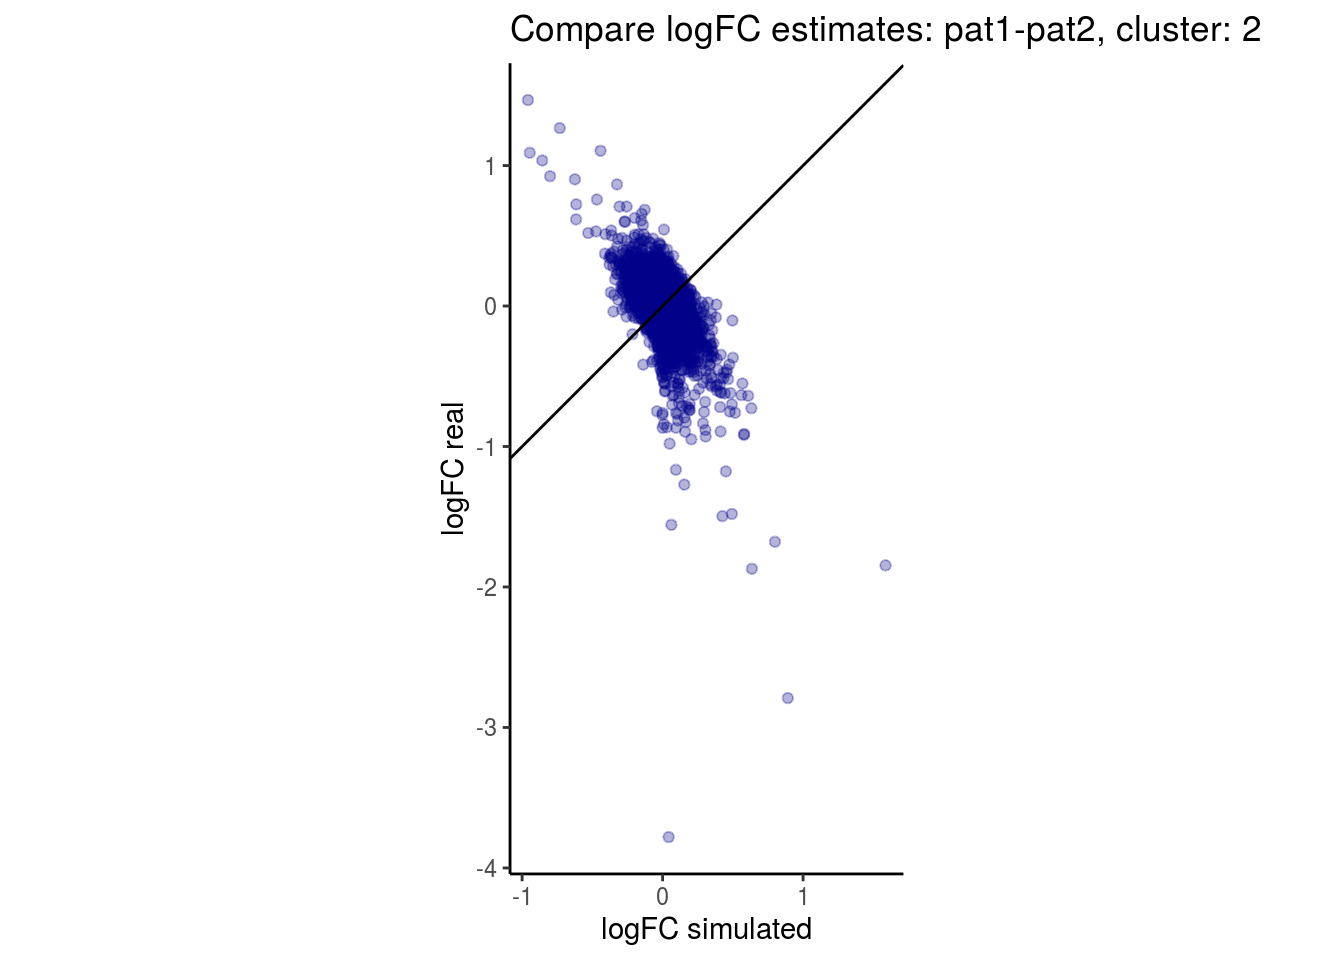 Compare logFC estimates: pat1-pat2, cluster: 2
logFC real
1
0
-1
-2
-3
-4
-1 0 1
logFC simulated